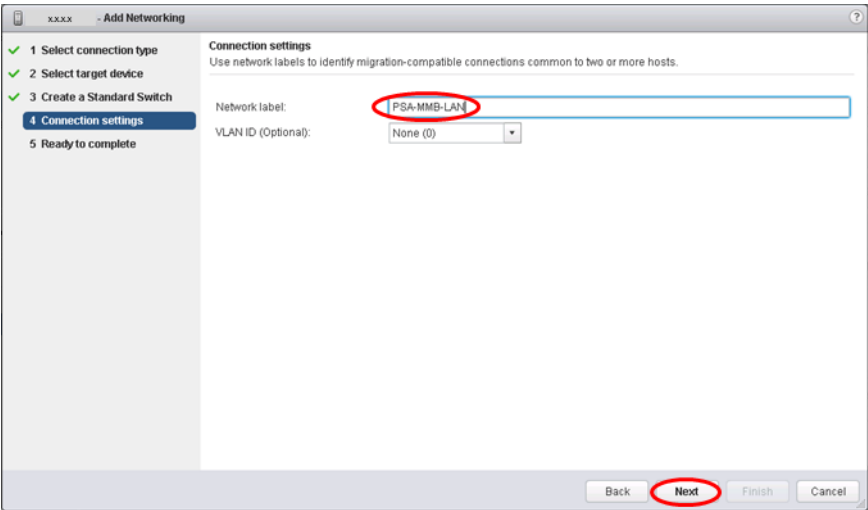 xxxx - Add Networking ?
1 Select connection type
2 Select target device
3 Create a Standard Switch
4 Connection settings
5 Ready to complete
Connection settings
Use network labels to identify migration-compatible connections common to two or more hosts.
Network label: PSA-MMB-LAN
VLAN ID (Optional): None (0)
Back Next Finish Cancel